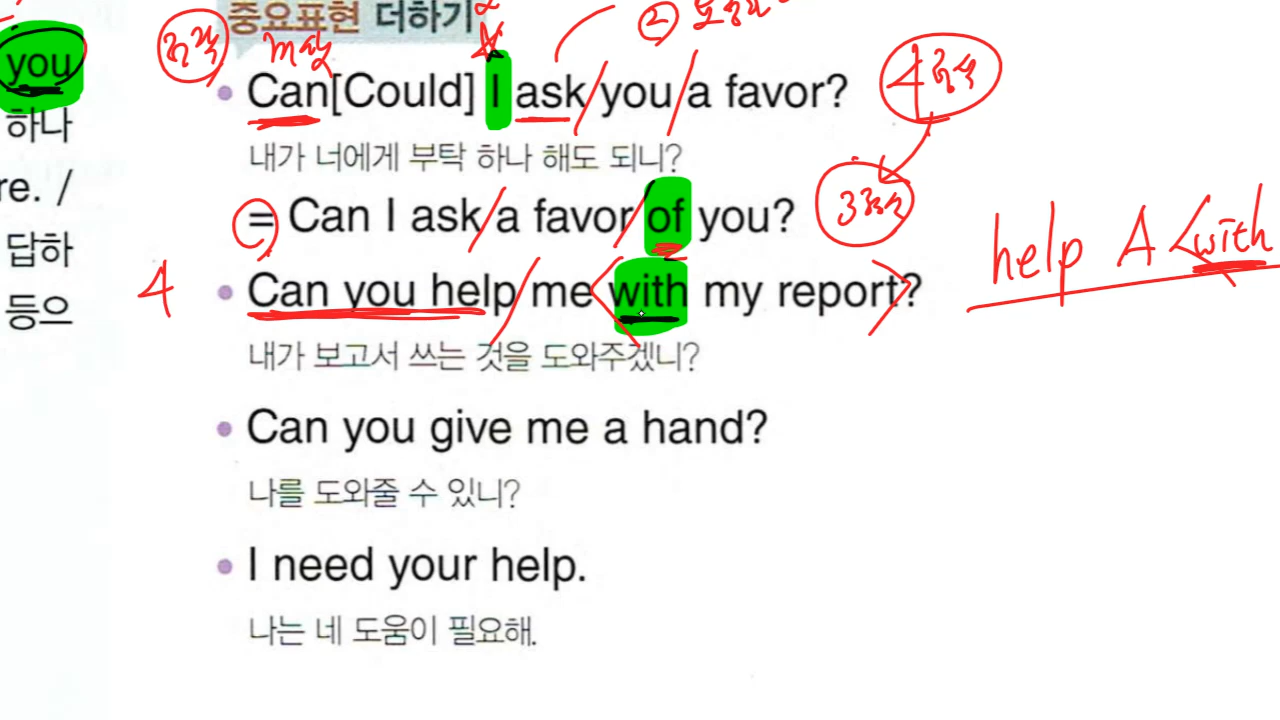 중요표현 더하기
you
허락
may
Can[Could] I ask you a favor?
4형식
하나
내가 너에게 부탁 하나 해도 되니?
re. /
= Can I ask a favor of you?
3형식
답하
help A with
4
Can you help me with my report?
등으
내가 보고서 쓰는 것을 도와주겠니?
Can you give me a hand?
나를 도와줄 수 있니?
I need your help.
나는 네 도움이 필요해.